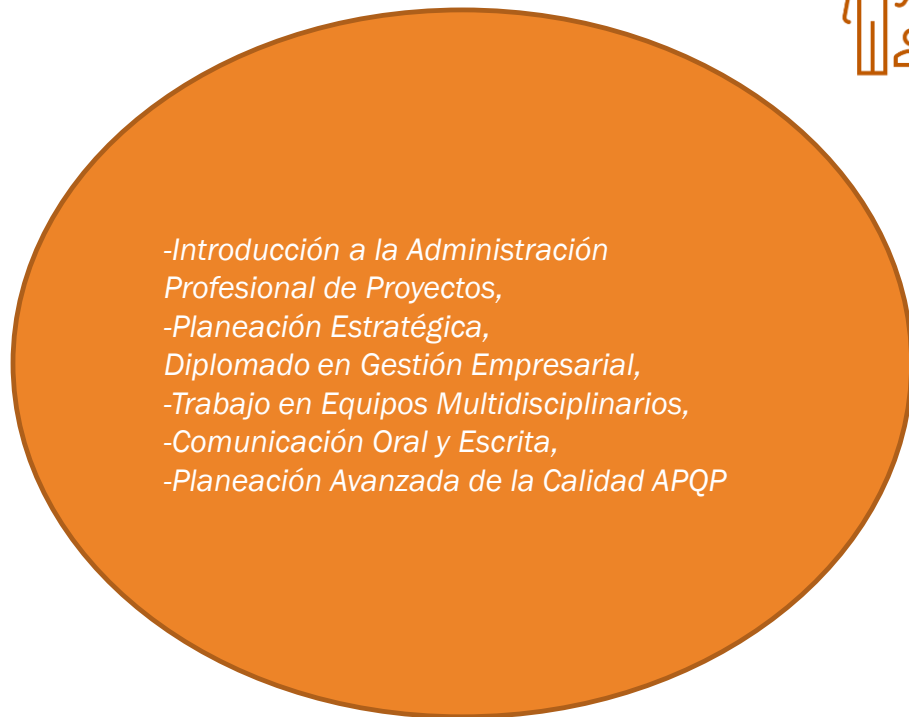 -Introducción a la Administración
Profesional de Proyectos,
-Planeación Estratégica,
Diplomado en Gestión Empresarial,
-Trabajo en Equipos Multidisciplinarios,
-Comunicación Oral y Escrita,
-Planeación Avanzada de la Calidad APQP